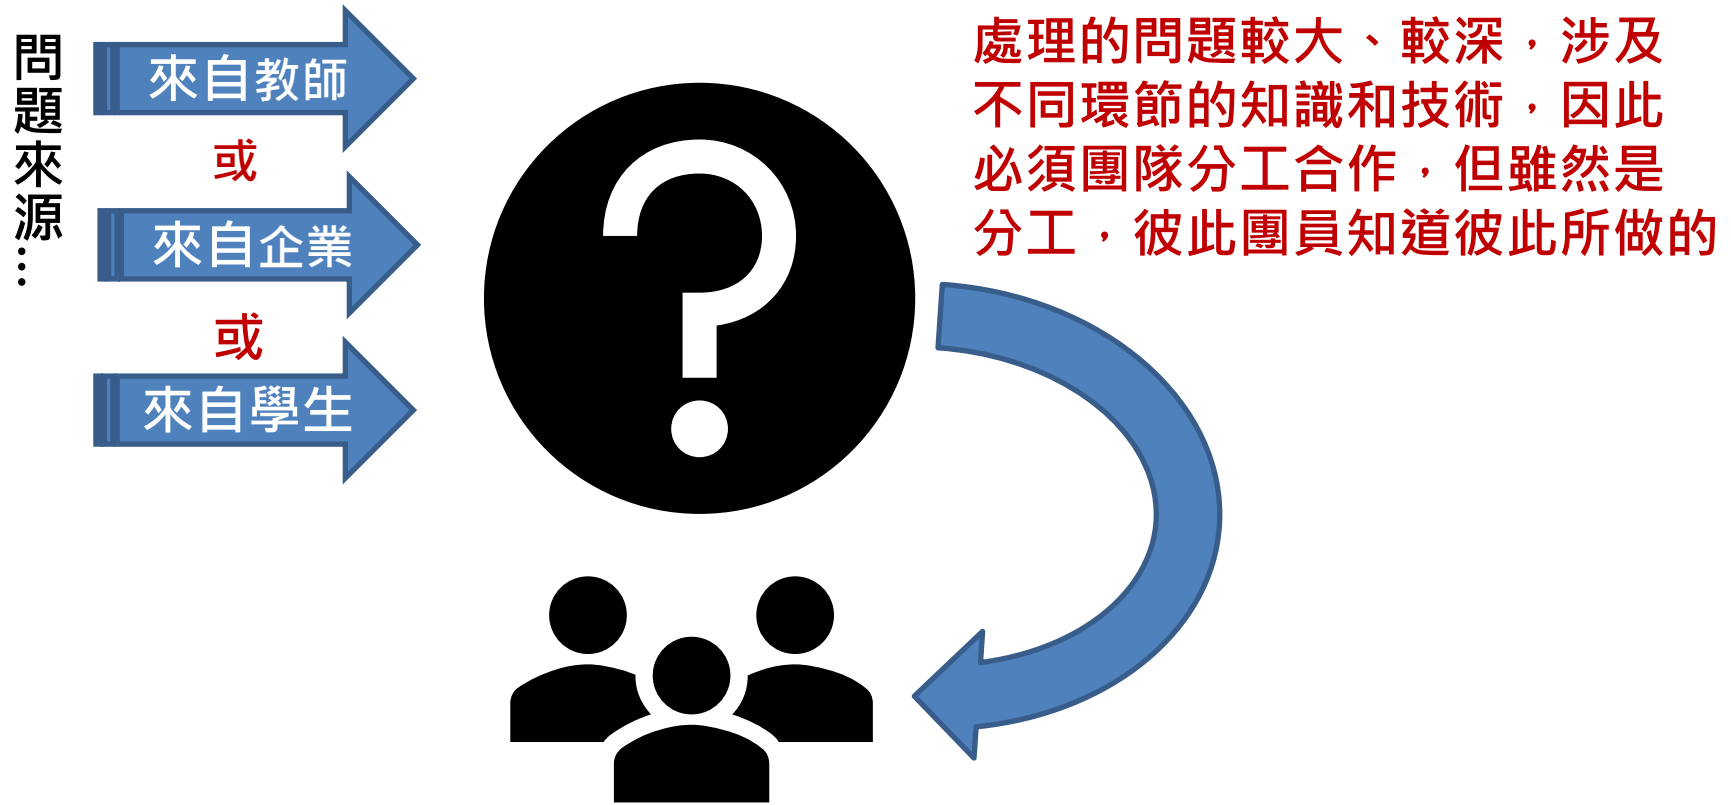 問題來源…
來自教師
或
來自企業
或
來自學生
處理的問題較大、較深，涉及
不同環節的知識和技術，因此
必須團隊分工合作，但雖然是
分工，彼此團員知道彼此所做的